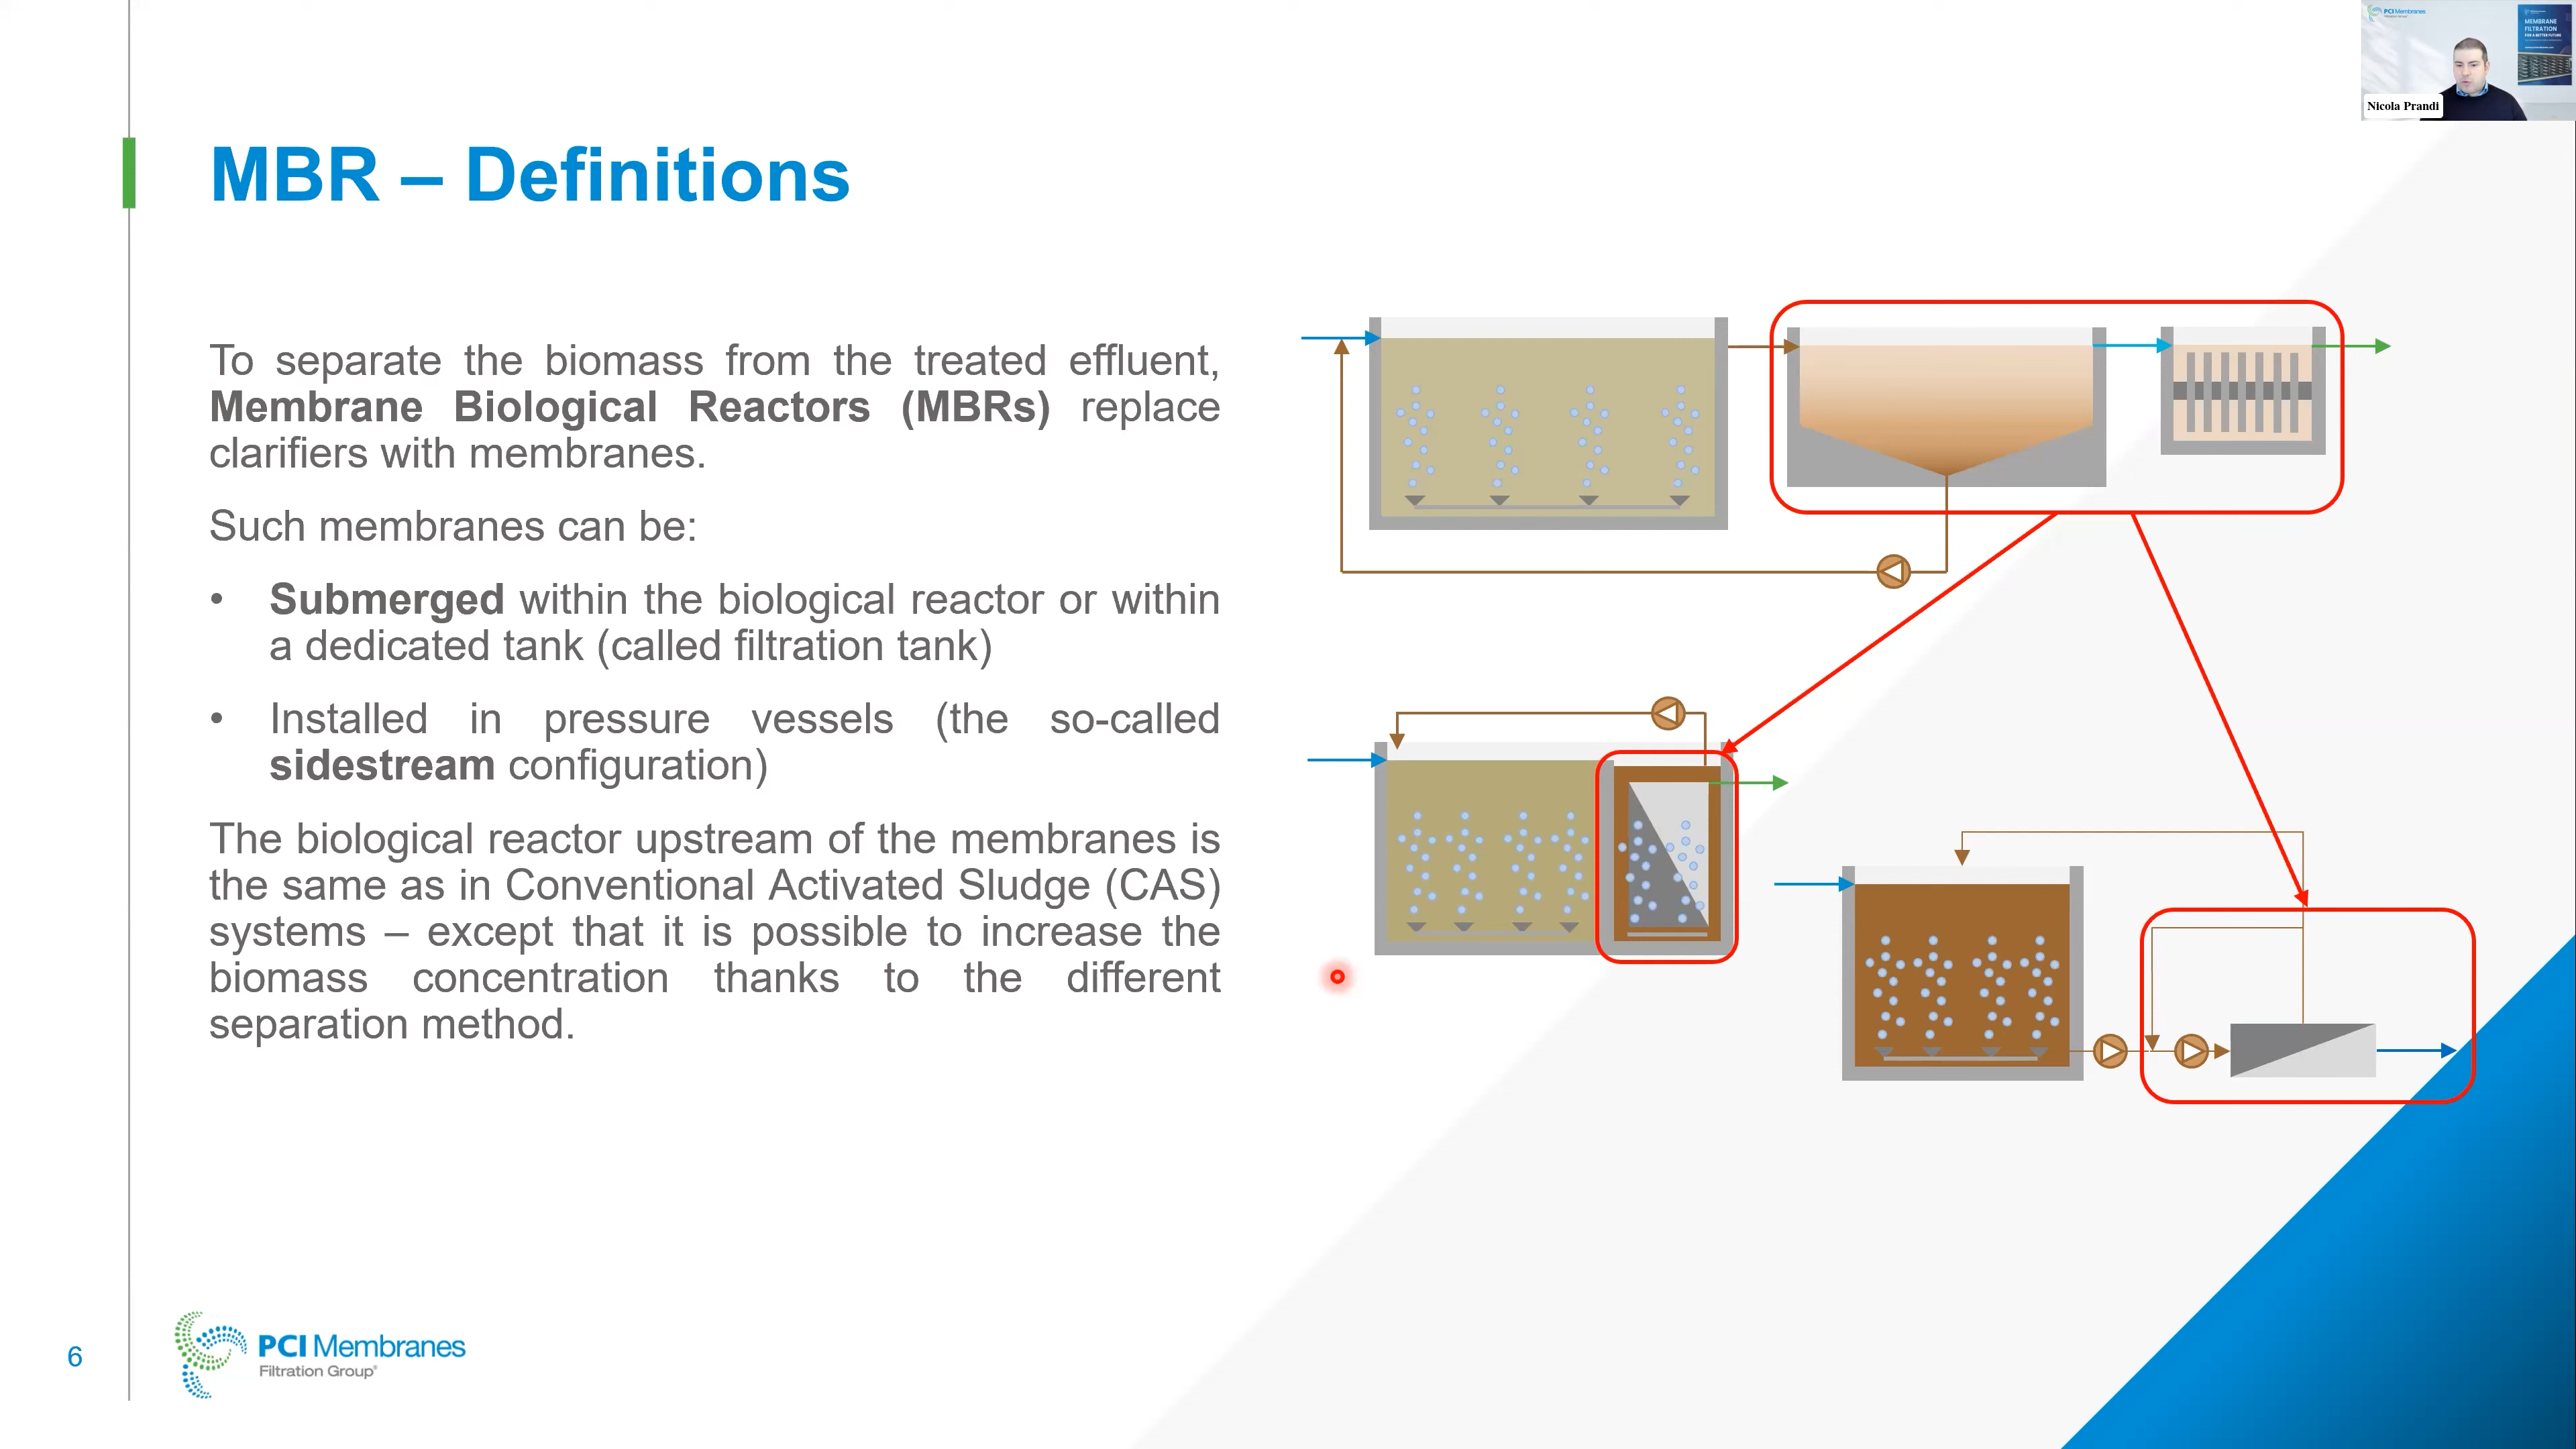 PCI Membranes
MEMBRANE
FILTRATION
FOR A BETTER FUTURE
Nicola Prandi
MBR – Definitions
To separate the biomass from the treated effluent,
Membrane Biological Reactors (MBRs) replace
clarifiers with membranes.
Such membranes can be:
• Submerged within the biological reactor or within
a dedicated tank (called filtration tank)
• Installed in pressure vessels (the so-called
sidestream configuration)
The biological reactor upstream of the membranes is
the same as in Conventional Activated Sludge (CAS)
systems – except that it is possible to increase the
biomass concentration thanks to the different
separation method.
6
PCI Membranes
Filtration Group®